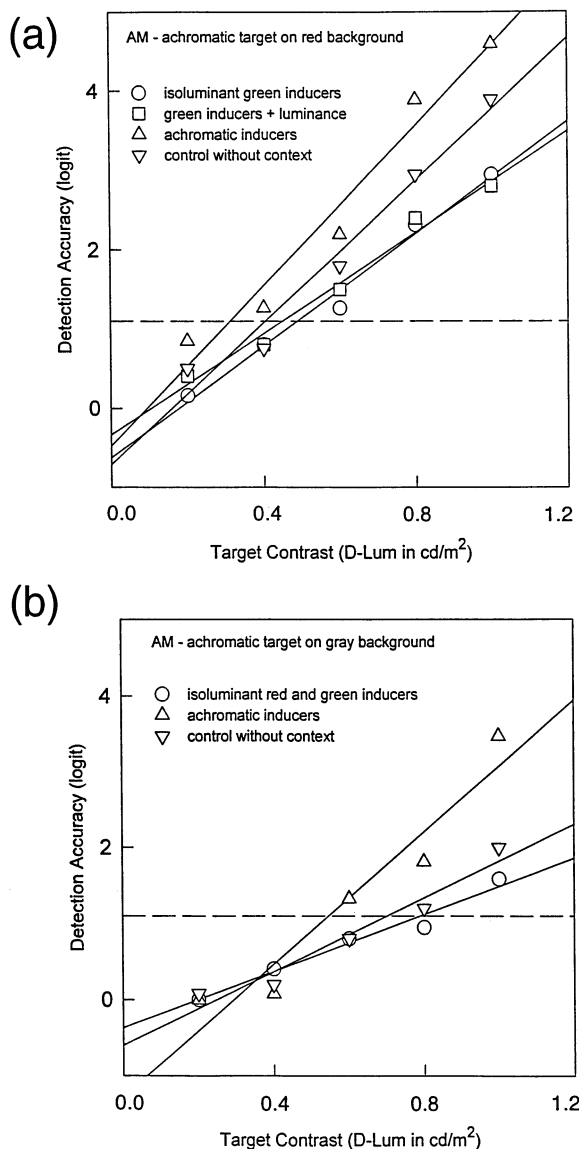 (a)
AM - achromatic target on red background
isoluminant green inducers
green inducers + luminance
achromatic inducers
control without context
Detection Accuracy (logit)
4
2
0
0.0 0.4 0.8 1.2
Target Contrast (D-Lum in cd/m²)
(b)
AM - achromatic target on gray background
isoluminant red and green inducers
achromatic inducers
control without context
Detection Accuracy (logit)
4
2
0
0.0 0.4 0.8 1.2
Target Contrast (D-Lum in cd/m²)